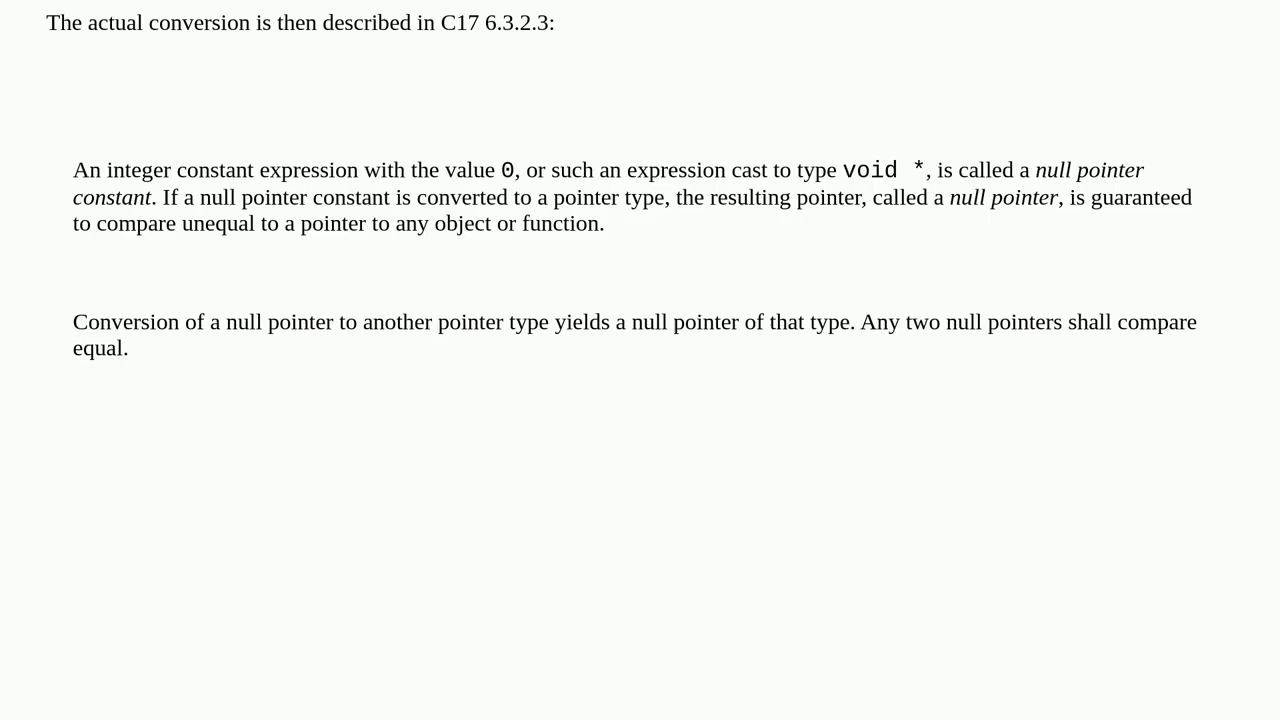 The actual conversion is then described in C17 6.3.2.3:
An integer constant expression with the value 0, or such an expression cast to type void *, is called a null pointer
constant. If a null pointer constant is converted to a pointer type, the resulting pointer, called a null pointer, is guaranteed
to compare unequal to a pointer to any object or function.
Conversion of a null pointer to another pointer type yields a null pointer of that type. Any two null pointers shall compare
equal.